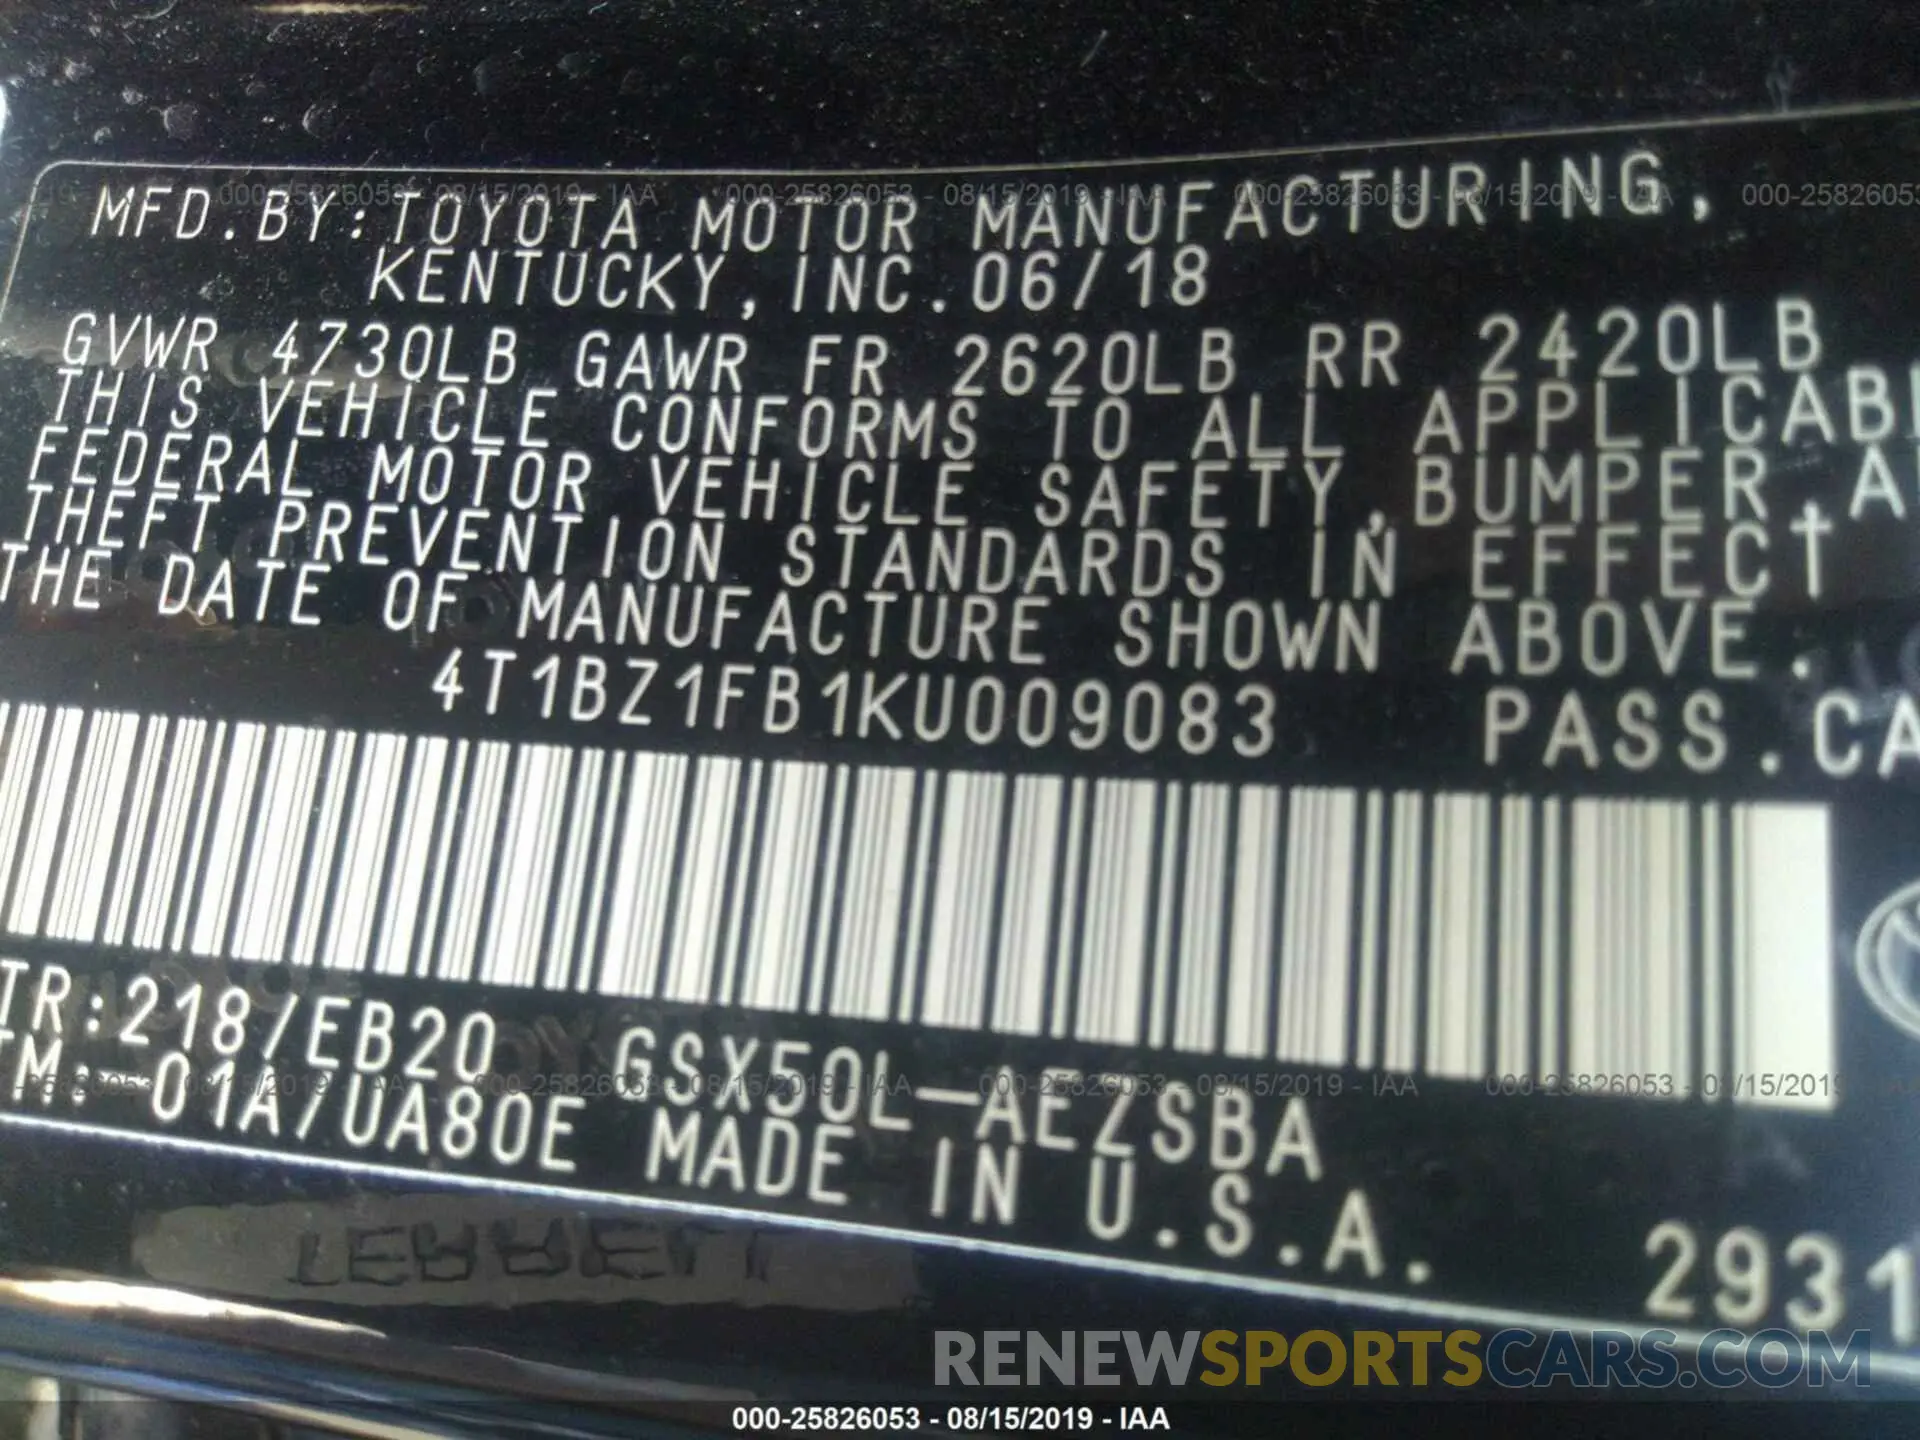 MFD.BY:TOYOTA MOTOR MANUFACTURING,
KENTUCKY, INC. 06/18
GVWR 4730LB GAWR FR 2620LB RR 2420LB
THIS VEHICLE CONFORMS TO ALL APPLICABL
FEDERAL MOTOR VEHICLE SAFETY, BUMPER, A
THEFT PREVENTION STANDARDS IN EFFECT
THE DATE OF MANUFACTURE SHOWN ABOVE.
4T1BZ1FB1KU009083 PASS.CA
TR:218/EB20 GSX50L-AEZSBA
TM: 01A/UA80E MADE IN U.S.A.
2931
RENEWSPORTSCARS.COM
000-25826053 - 08/15/2019 - IAA